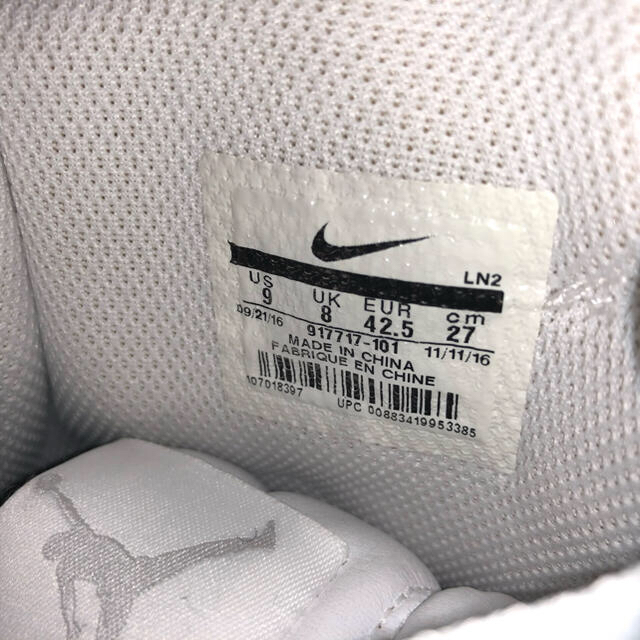 LN2
US UK EUR cm
9 8 42.5 27
09/21/16 917717-101 11/11/16
MADE IN CHINA
FABRIQUE EN CHINE
107018397 UPC 00883419953385